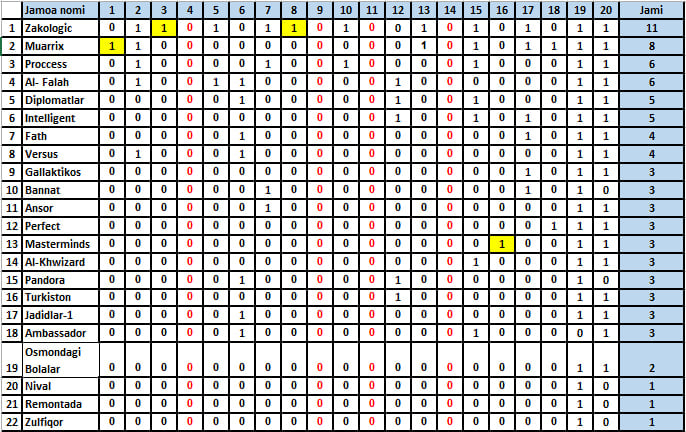 Jamoa nomi 1 2 3 4 5 6 7 8 9 10 11 12 13 14 15 16 17 18 19 20 Jami
1 Zakologic 0 1 1 0 1 0 1 1 0 1 0 0 1 0 1 0 1 0 1 1 11
2 Muarrix 1 1 0 0 0 0 0 0 0 0 0 0 1 0 1 0 1 1 1 1 8
3 Proccess 0 1 0 0 0 0 1 0 0 1 0 0 0 0 1 0 0 0 1 1 6
4 Al- Falah 0 1 0 0 1 1 0 0 0 0 0 1 0 0 0 0 0 0 1 1 6
5 Diplomatlar 0 0 0 0 0 1 0 0 0 0 0 1 0 0 1 0 0 0 1 1 5
6 Intelligent 0 0 0 0 0 0 0 0 0 0 0 1 0 0 1 0 1 0 1 1 5
7 Fath 0 0 0 0 0 1 0 0 0 0 0 0 0 0 0 0 1 0 1 1 4
8 Versus 0 1 0 0 0 1 0 0 0 0 0 0 0 0 0 0 0 0 1 1 4
9 Gallaktikos 0 0 0 0 0 0 0 0 0 0 0 0 0 0 0 0 1 0 1 1 3
10 Bannat 0 0 0 0 0 0 1 0 0 0 0 0 0 0 0 0 1 0 1 0 3
11 Ansor 0 0 0 0 0 0 1 0 0 0 0 0 0 0 0 0 0 0 1 1 3
12 Perfect 0 0 0 0 0 0 0 0 0 0 0 0 0 0 0 0 0 1 1 1 3
13 Masterminds 0 0 0 0 0 0 0 0 0 0 0 0 0 0 0 1 0 0 1 1 3
14 Al-Khwizard 0 0 0 0 0 0 0 0 0 0 0 0 0 0 1 0 0 0 1 1 3
15 Pandora 0 0 0 0 0 1 0 0 0 0 0 1 0 0 0 0 0 0 1 0 3
16 Turkiston 0 0 0 0 0 0 0 0 0 0 0 1 0 0 0 0 0 0 1 1 3
17 Jadidlar-1 0 0 0 0 0 1 0 0 0 0 0 0 0 0 0 0 0 0 1 1 3
18 Ambassador 0 0 0 0 0 1 0 0 0 0 0 0 0 0 1 0 0 0 0 1 3
Osmondagi
19 Bolalar 0 0 0 0 0 0 0 0 0 0 0 0 0 0 0 0 0 0 1 1 2
20 Nival 0 0 0 0 0 0 0 0 0 0 0 0 0 0 0 0 0 0 1 0 1
21 Remontada 0 0 0 0 0 0 0 0 0 0 0 0 0 0 0 0 0 0 1 0 1
22 Zulfiqor 0 0 0 0 0 0 0 0 0 0 0 0 0 0 0 0 0 0 1 0 1